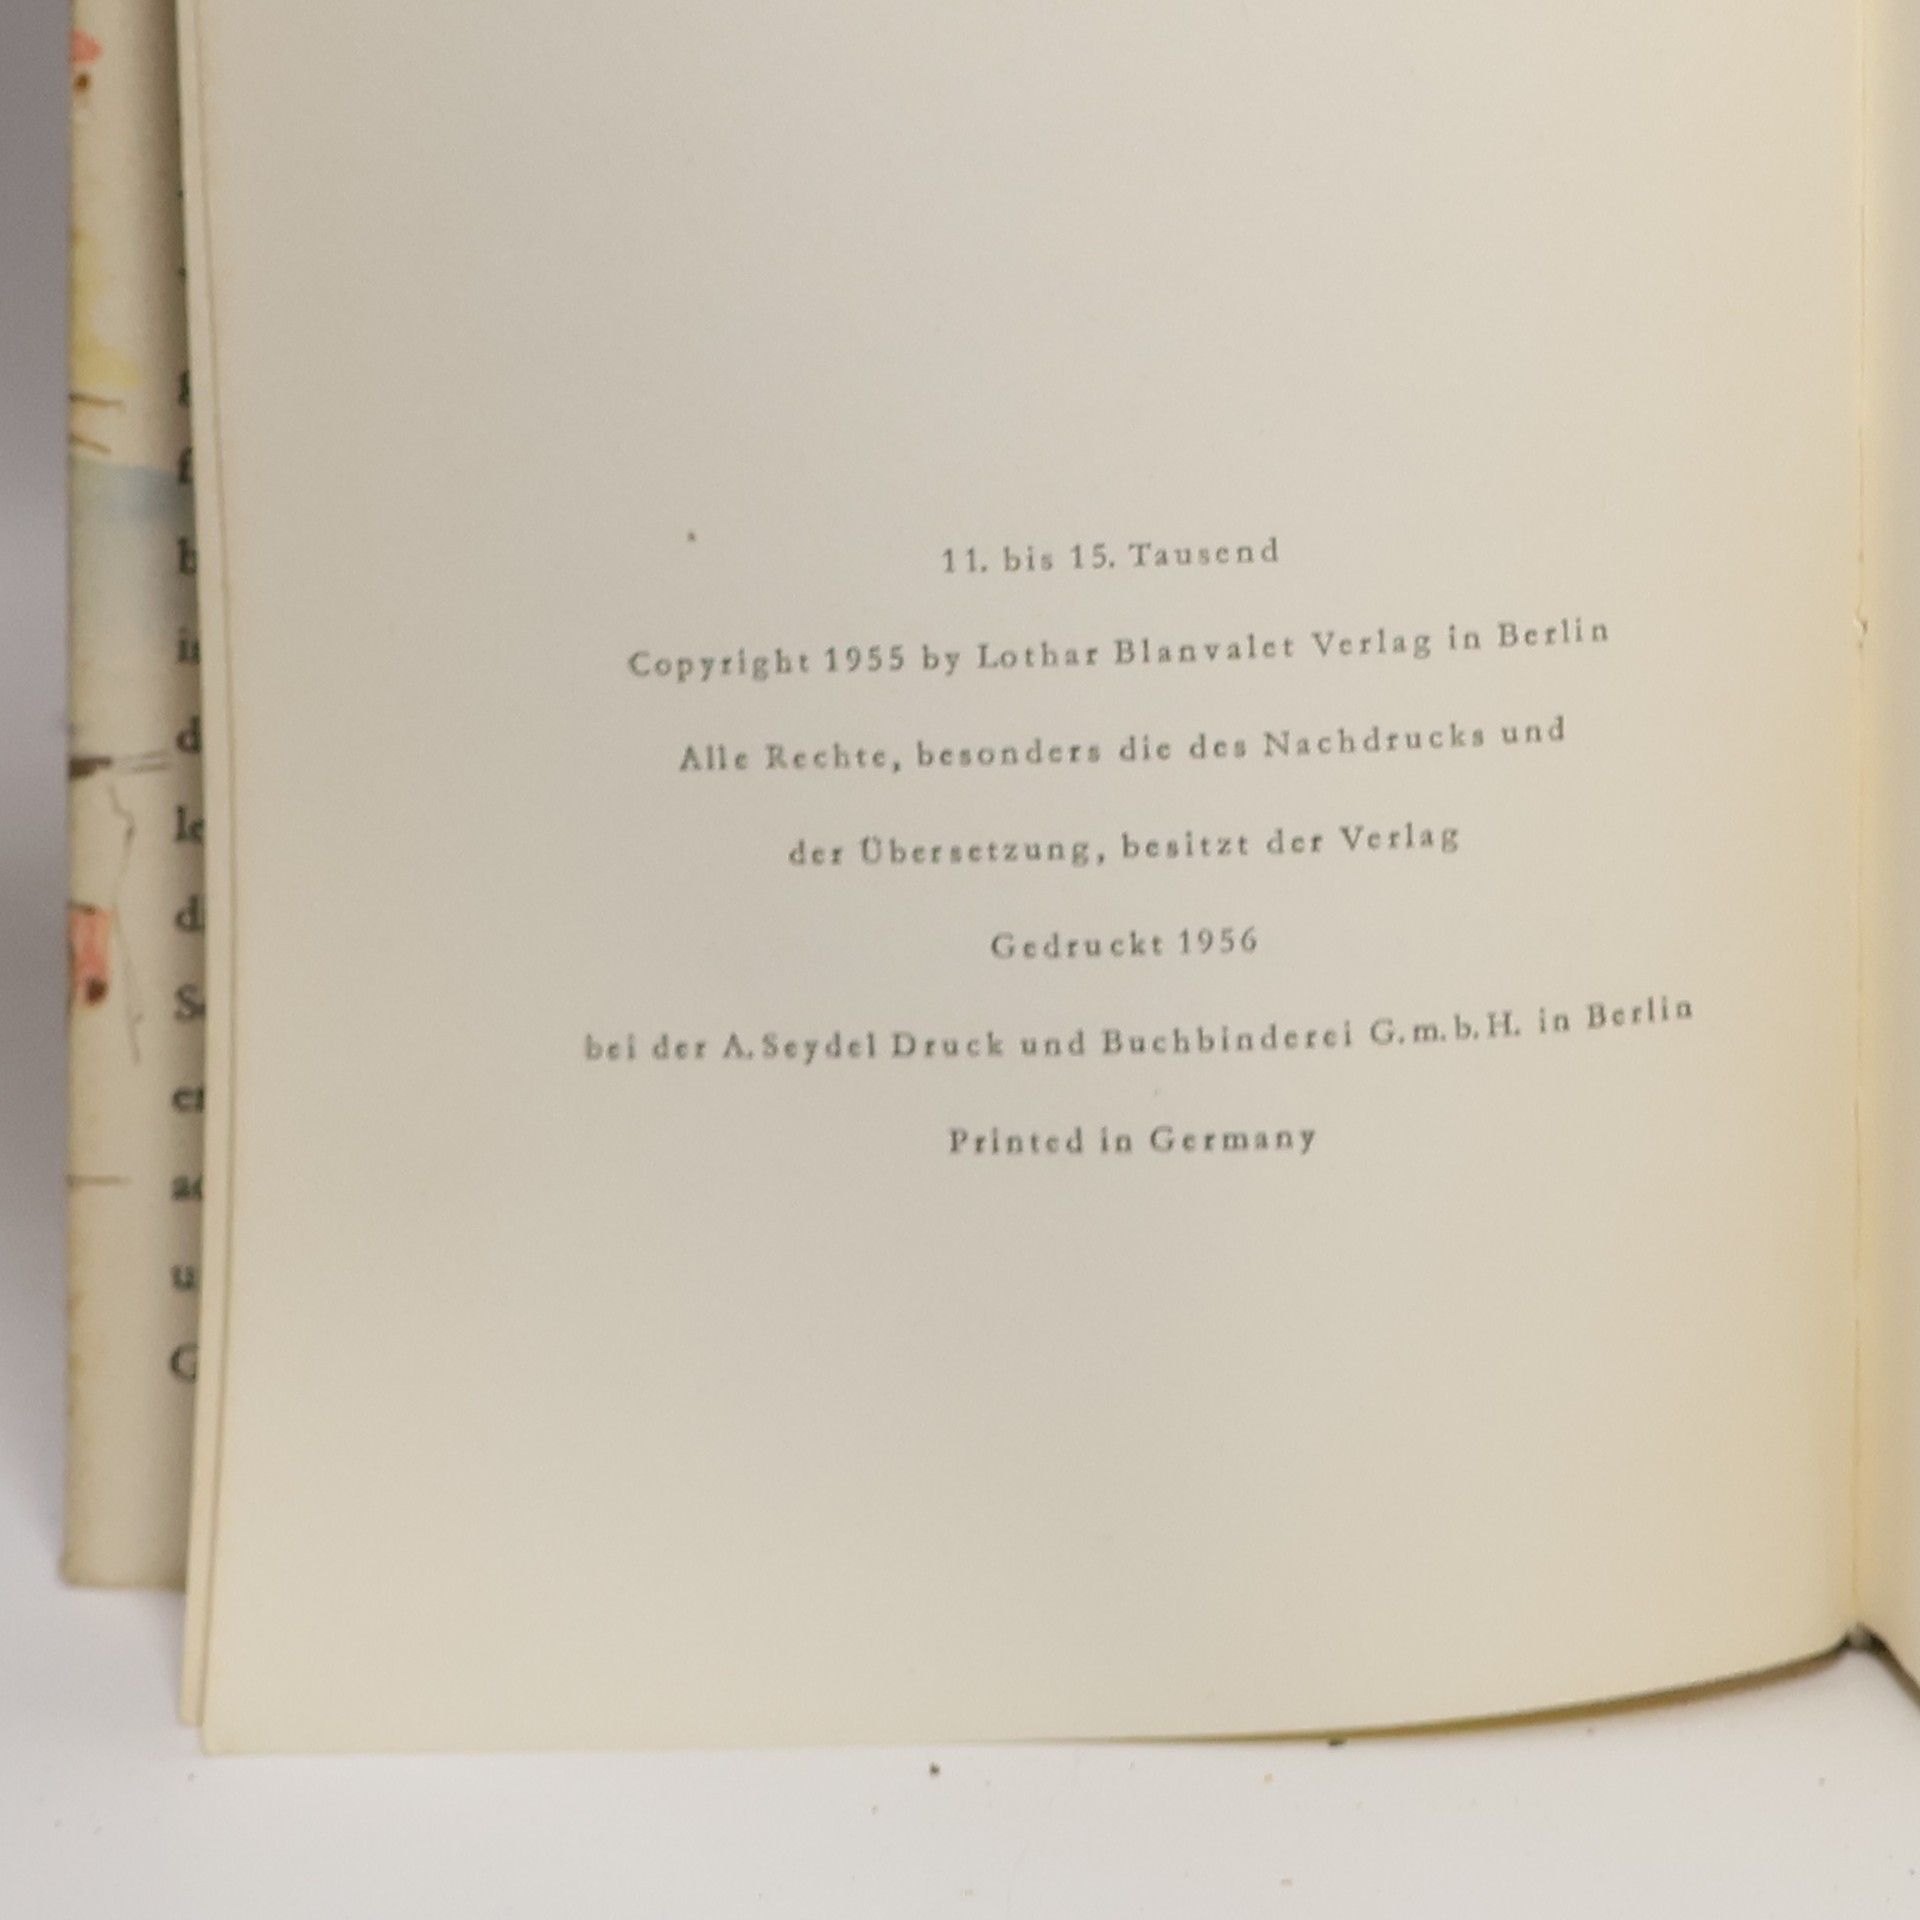 11. bis 15. Tausend
Copyright 1955 by Lothar Blanvalet Verlag in Berlin
Alle Rechte, besonders die des Nachdrucks und
der Übersetzung, besitzt der Verlag
Gedruckt 1956
bei der A. Seydel Druck und Buchbinderei G. m. b. H. in Berlin
Printed in Germany